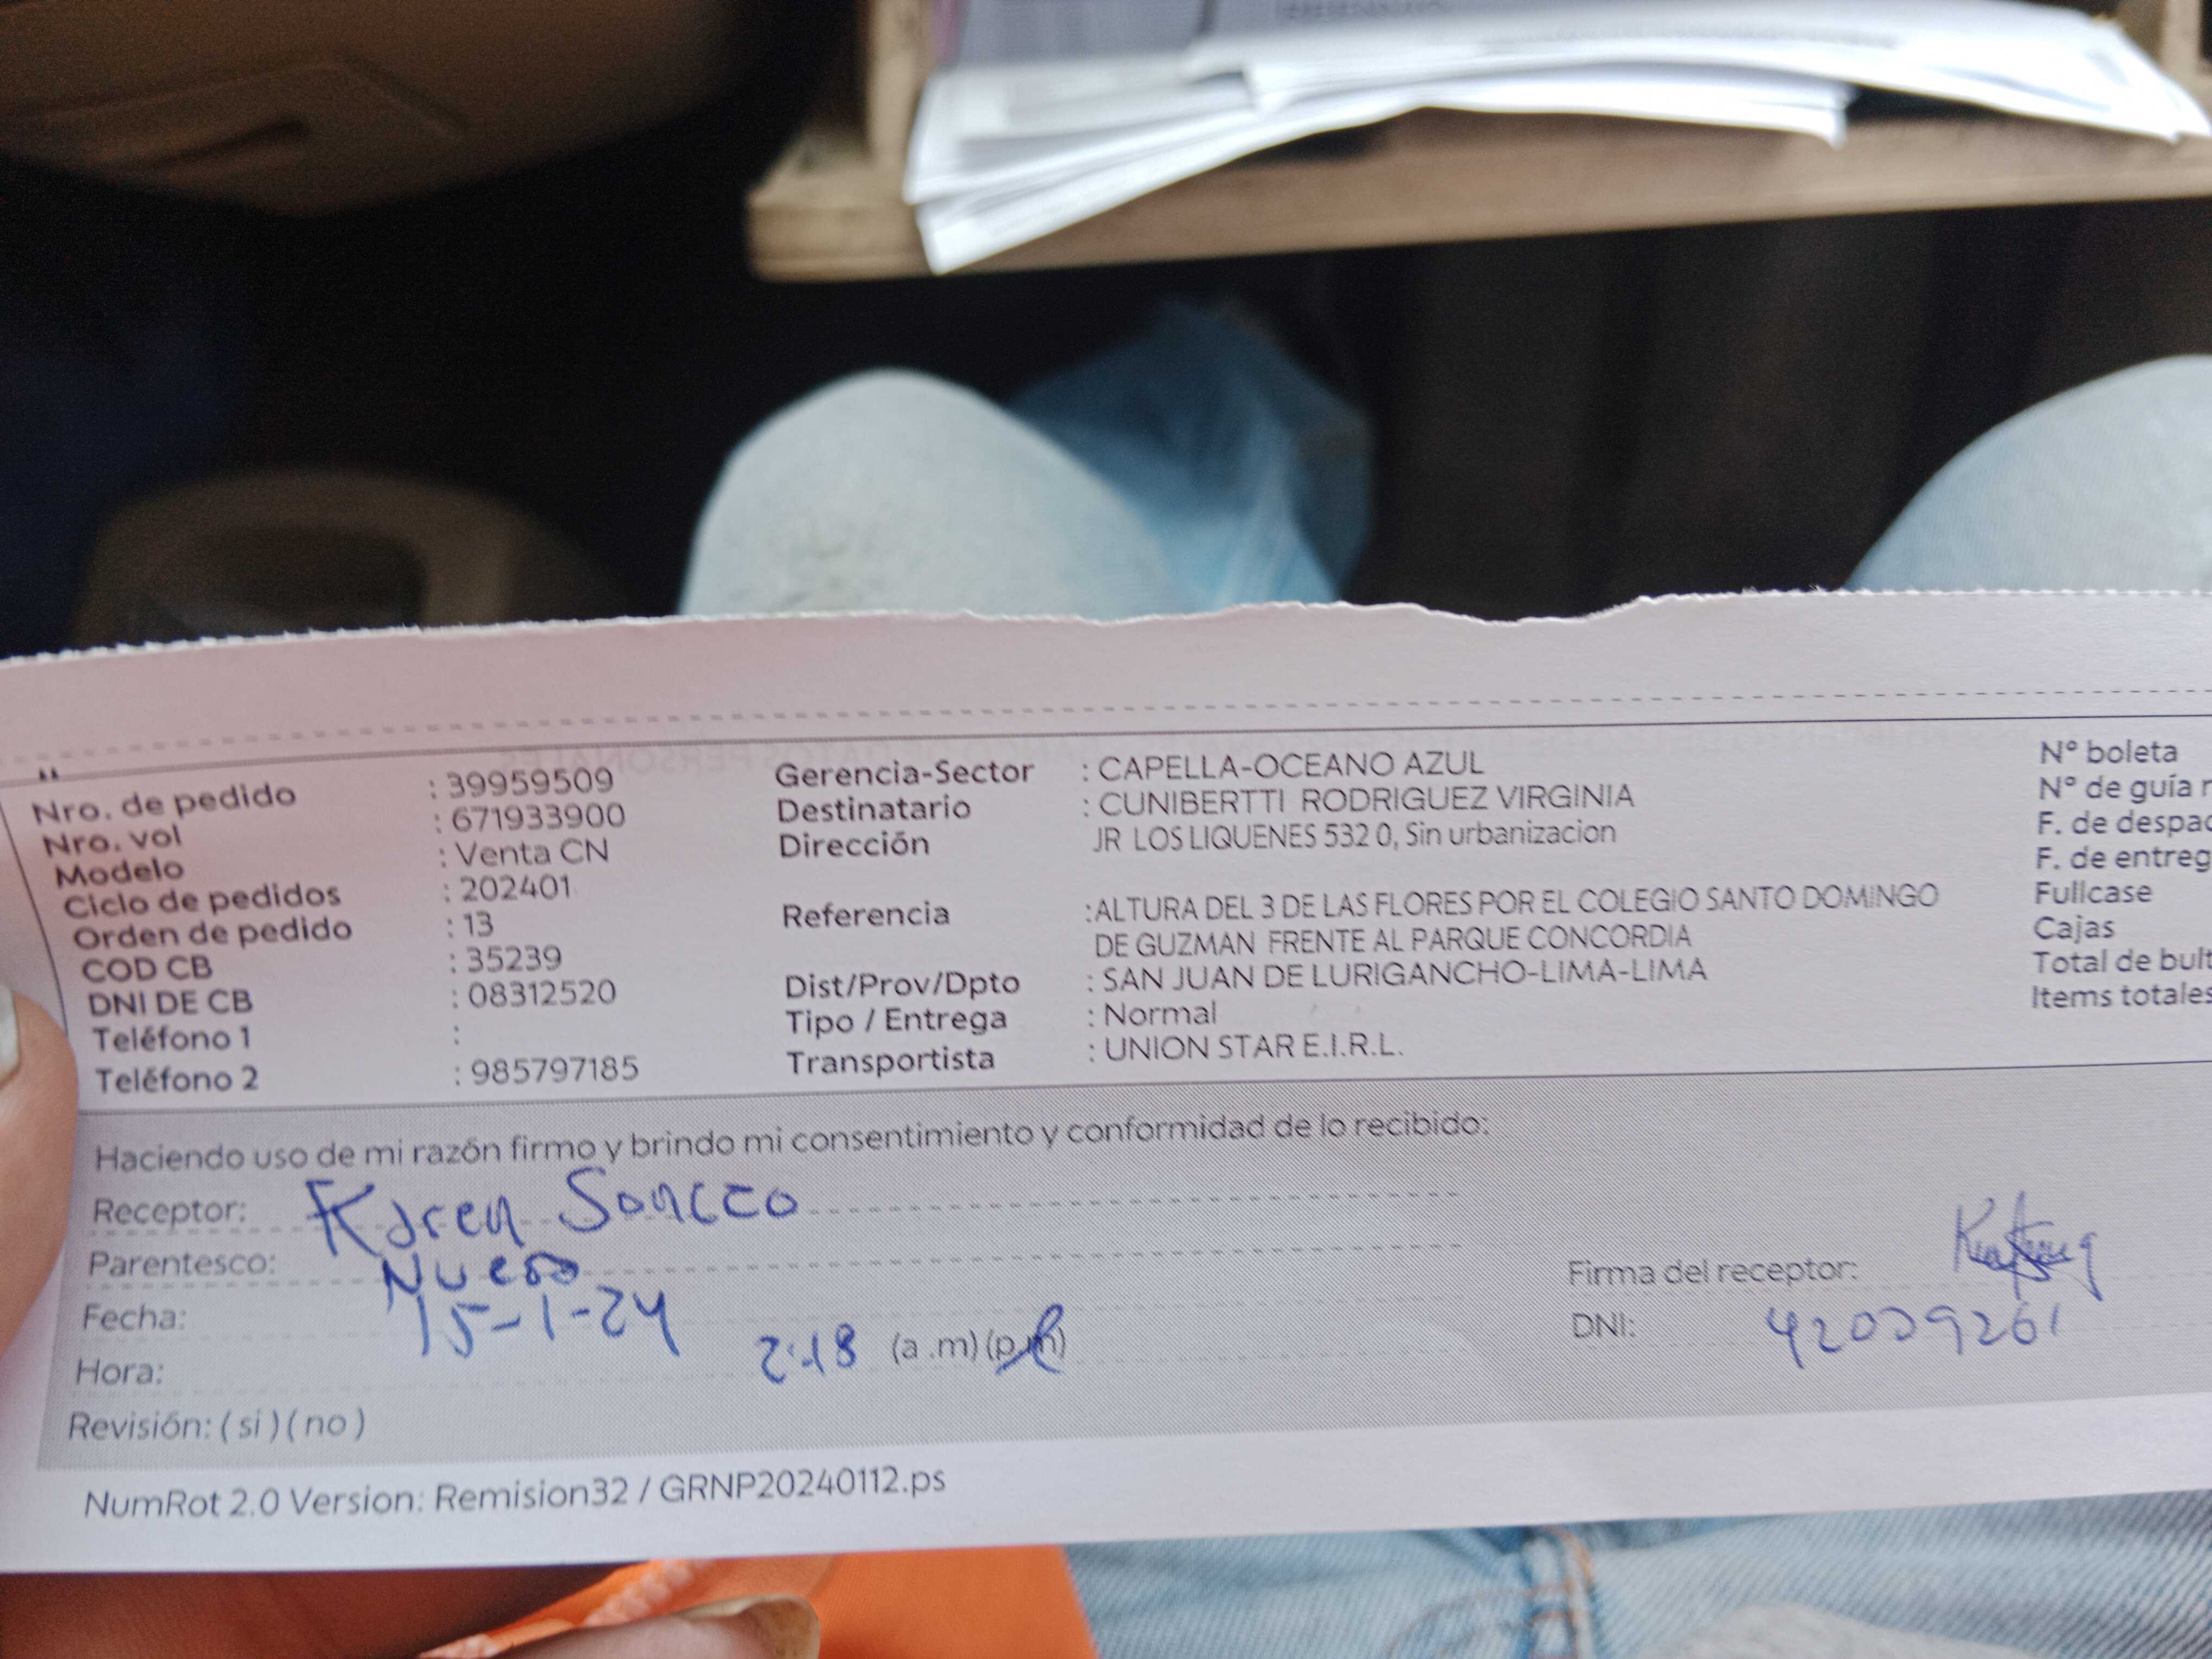 Nro. de pedido : 39959509
Nro. vol : 671933900
Modelo : Venta CN
Ciclo de pedidos : 202401
Orden de pedido : 13
COD CB : 35239
DNI DE CB : 08312520
Teléfono 1 :
Teléfono 2 : 985797185
Gerencia-Sector : CAPELLA-OCEANO AZUL
Destinatario : CUNIBERTTI RODRIGUEZ VIRGINIA
Dirección JR LOS LIQUENES 532 0, Sin urbanizacion
Referencia :ALTURA DEL 3 DE LAS FLORES POR EL COLEGIO SANTO DOMINGO
DE GUZMAN FRENTE AL PARQUE CONCORDIA
Dist/Prov/Dpto : SAN JUAN DE LURIGANCHO-LIMA-LIMA
Tipo / Entrega : Normal
Transportista : UNION STAR E.I.R.L.
Nº boleta
Nº de guía r
F. de despac
F. de entreg
Fullcase
Cajas
Total de bult
Items totales
Haciendo uso de mi razón firmo y brindo mi consentimiento y conformidad de lo recibido:
Receptor: Karen Soncco
Parentesco: Nuera
Fecha: 15-1-24
Hora: 2:18 (a .m) (p.m)
Revisión: ( si ) ( no )
Firma del receptor:
DNI: 42039261
NumRot 2.0 Version: Remision32 / GRNP20240112.ps